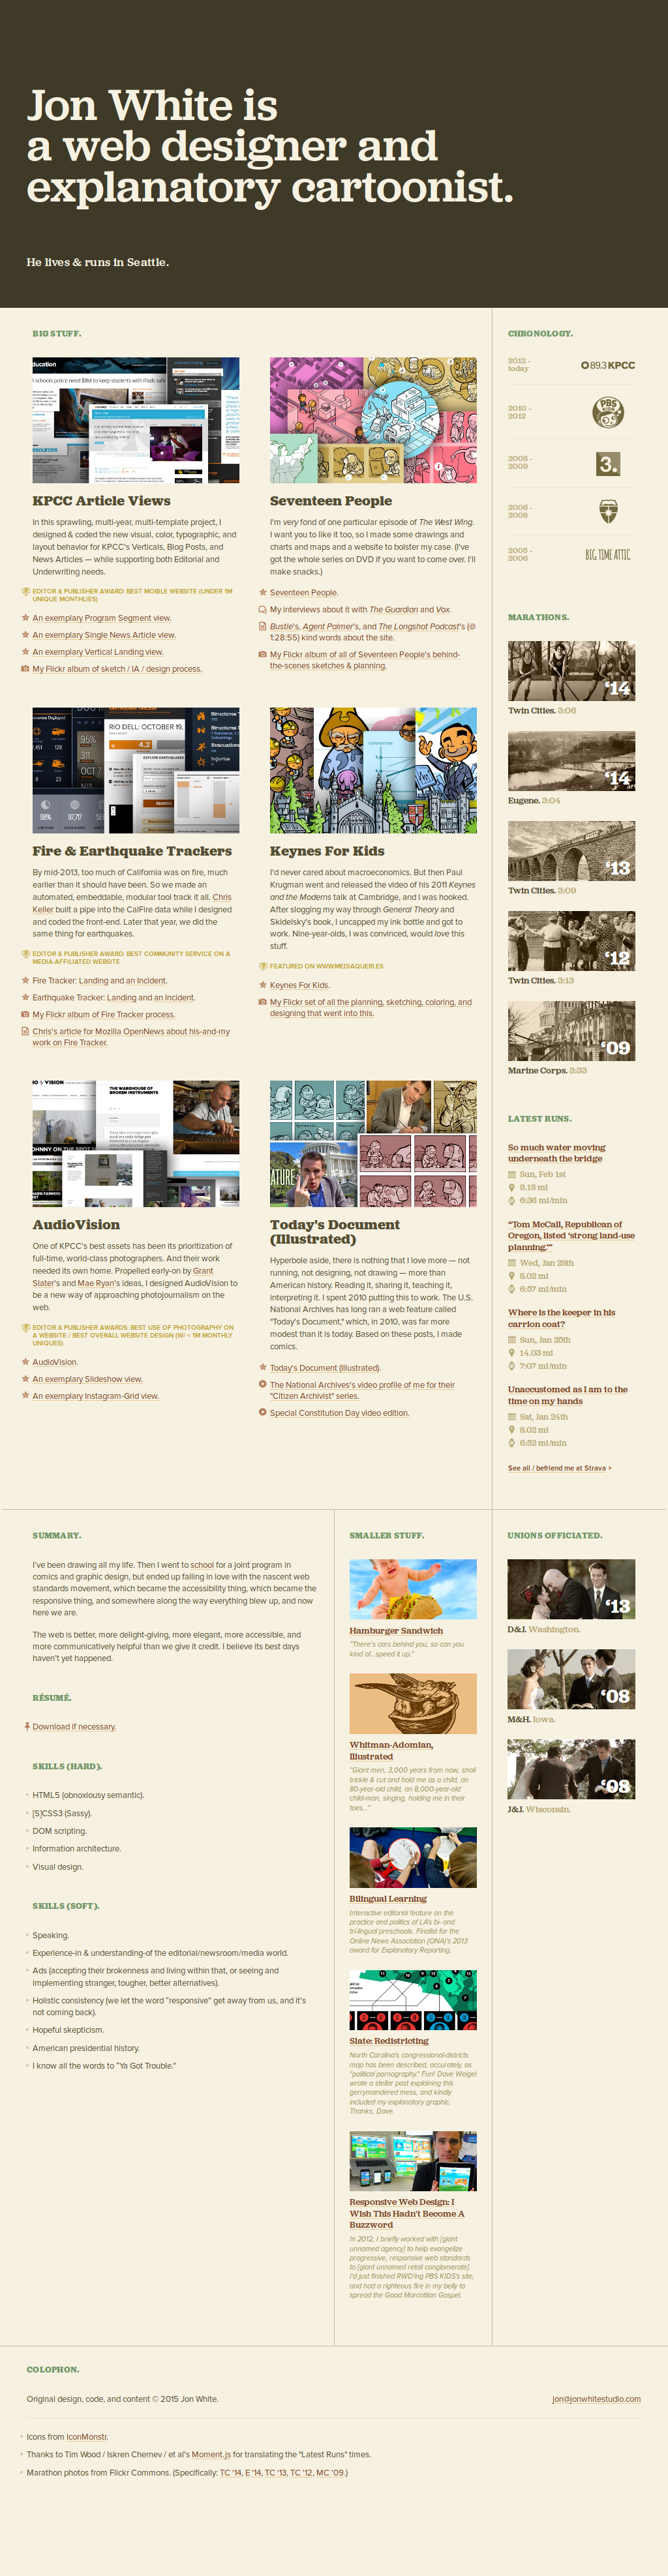 Jon White is
a web designer and
explanatory cartoonist.
He lives & runs in Seattle.
BIG STUFF.
KPCC Article Views
In this sprawling, multi-year, multi-template project, I
designed & coded the new visual, color, typographic, and
layout behavior for KPCC's Verticals, Blog Posts, and
News Articles — while supporting both Editorial and
Underwriting needs.
EDITOR & PUBLISHER AWARD: BEST MOBILE WEBSITE (UNDER 1M
UNIQUE MONTHLIES)
An exemplary Program Segment view.
An exemplary Single News Article view.
An exemplary Vertical Landing view.
My Flickr album of sketch / IA / design process.
Seventeen People
I'm very fond of one particular episode of The West Wing.
I want you to like it too, so I made some drawings and
charts and maps and a website to bolster my case. (I've
got the whole series on DVD if you want to come over. I'll
make snacks.)
Seventeen People.
My interviews about it with The Guardian and Vox.
Bustle's, Agent Palmer's, and The Longshot Podcast's (@
1:28:55) kind words about the site.
My Flickr album of all of Seventeen People's behind-
the-scenes sketches & planning.
RIO DELL: OCTOBER 19,
4.2
Fire & Earthquake Trackers
By mid-2013, too much of California was on fire, much
earlier than it should have been. So we made an
automated, embeddable, modular tool track it all. Chris
Keller built a pipe into the CalFire data while I designed
and coded the front-end. Later that year, we did the
same thing for earthquakes.
EDITOR & PUBLISHER AWARD: BEST COMMUNITY SERVICE ON A
MEDIA-AFFILIATED WEBSITE
Fire Tracker: Landing and an Incident.
Earthquake Tracker: Landing and an Incident.
My Flickr album of Fire Tracker process.
Chris's article for Mozilla OpenNews about his-and-my
work on Fire Tracker.
Keynes For Kids
I'd never cared about macroeconomics. But then Paul
Krugman went and released the video of his 2011 Keynes
and the Moderns talk at Cambridge, and I was hooked.
After slogging my way through General Theory and
Skidelsky's book, I uncapped my ink bottle and got to
work. Nine-year-olds, I was convinced, would love this
stuff.
FEATURED ON WWW.MEDIAQUERI.ES
Keynes For Kids.
My Flickr set of all the planning, sketching, coloring, and
designing that went into this.
THE WAREHOUSE OF
BROKEN INSTRUMENTS
AudioVision
One of KPCC's best assets has been its prioritization of
full-time, world-class photographers. And their work
needed its own home. Propelled early-on by Grant
Slater's and Mae Ryan's ideas, I designed AudioVision to
be a new way of approaching photojournalism on the
web.
EDITOR & PUBLISHER AWARDS: BEST USE OF PHOTOGRAPHY ON
A WEBSITE / BEST OVERALL WEBSITE DESIGN (W/ < 1M MONTHLY
UNIQUES)
AudioVision.
An exemplary Slideshow view.
An exemplary Instagram-Grid view.
Today's Document
(Illustrated)
Hyperbole aside, there is nothing that I love more — not
running, not designing, not drawing — more than
American history. Reading it, sharing it, teaching it,
interpreting it. I spent 2010 putting this to work. The U.S.
National Archives has long ran a web feature called
"Today's Document," which, in 2010, was far more
modest than it is today. Based on these posts, I made
comics.
Today's Document (Illustrated).
The National Archives's video profile of me for their
"Citizen Archivist" series.
Special Constitution Day video edition.
CHRONOLOGY.
2012 -
today
89.3 KPCC
2010 -
2012
PBS
KIDS
2008 -
2009
3.
2006 -
2008
2005 -
2006
BIG TIME ATTIC
MARATHONS.
'14
Twin Cities. 3:06
'14
Eugene. 3:04
'13
Twin Cities. 3:09
'12
Twin Cities. 3:13
'09
Marine Corps. 3:33
LATEST RUNS.
So much water moving
underneath the bridge
Sun, Feb 1st
9.18 mi
6:36 mi/min
"Tom McCall, Republican of
Oregon, listed 'strong land-use
planning.'"
Wed, Jan 28th
8.02 mi
6:57 mi/min
Where is the keeper in his
carrion coat?
Sun, Jan 25th
14.03 mi
7:07 mi/min
Unaccustomed as I am to the
time on my hands
Sat, Jan 24th
8.02 mi
6:52 mi/min
See all / befriend me at Strava >
SUMMARY.
I've been drawing all my life. Then I went to school for a joint program in
comics and graphic design, but ended up falling in love with the nascent web
standards movement, which became the accessibility thing, which became the
responsive thing, and somewhere along the way everything blew up, and now
here we are.
The web is better, more delight-giving, more elegant, more accessible, and
more communicatively helpful than we give it credit. I believe its best days
haven't yet happened.
RÉSUMÉ.
Download if necessary.
SKILLS (HARD).
HTML5 (obnoxiousy semantic).
[S]CSS3 (Sassy).
DOM scripting.
Information architecture.
Visual design.
SKILLS (SOFT).
Speaking.
Experience-in & understanding-of the editorial/newsroom/media world.
Ads (accepting their brokenness and living within that, or seeing and
implementing stranger, tougher, better alternatives).
Holistic consistency (we let the word "responsive" get away from us, and it's
not coming back).
Hopeful skepticism.
American presidential history.
I know all the words to "Ya Got Trouble."
SMALLER STUFF.
Hamburger Sandwich
"There's cars behind you, so can you
kind of...speed it up."
Whitman-Adomian,
Illustrated
"Giant men, 3,000 years from now, shall
trickle & cut and hold me as a child, an
80-year-old child, an 8,000-year-old
child-man, singing, holding me in their
toes..."
Bilingual Learning
Interactive editorial feature on the
practice and politics of LA's bi- and
tri-lingual preschools. Finalist for the
Online News Association (ONA)'s 2013
award for Explanatory Reporting.
Slate: Redistricting
North Carolina's congressional-districts
map has been described, accurately, as
"political pornography." Fun! Dave Weigel
wrote a stellar post explaining this
gerrymandered mess, and kindly
included my explanatory graphic.
Thanks, Dave.
Responsive Web Design: I
Wish This Hadn't Become A
Buzzword
In 2012, I briefly worked with [giant
unnamed agency] to help evangelize
progressive, responsive web standards
to [giant unnamed retail conglomerate].
I'd just finished RWD'ing PBS KIDS's site,
and had a righteous fire in my belly to
spread the Good Marcottian Gospel.
UNIONS OFFICIATED.
'13
D&J. Washington.
'08
M&H. Iowa.
J&J. Wisconsin.
COLOPHON.
Original design, code, and content © 2015 Jon White.
jon@jonwhitestudio.com
Icons from IconMonstr.
Thanks to Tim Wood / Iskren Chernev / et al's Moment.js for translating the "Latest Runs" times.
Marathon photos from Flickr Commons. (Specifically: TC '14, E '14, TC '13, TC '12, MC '09.)